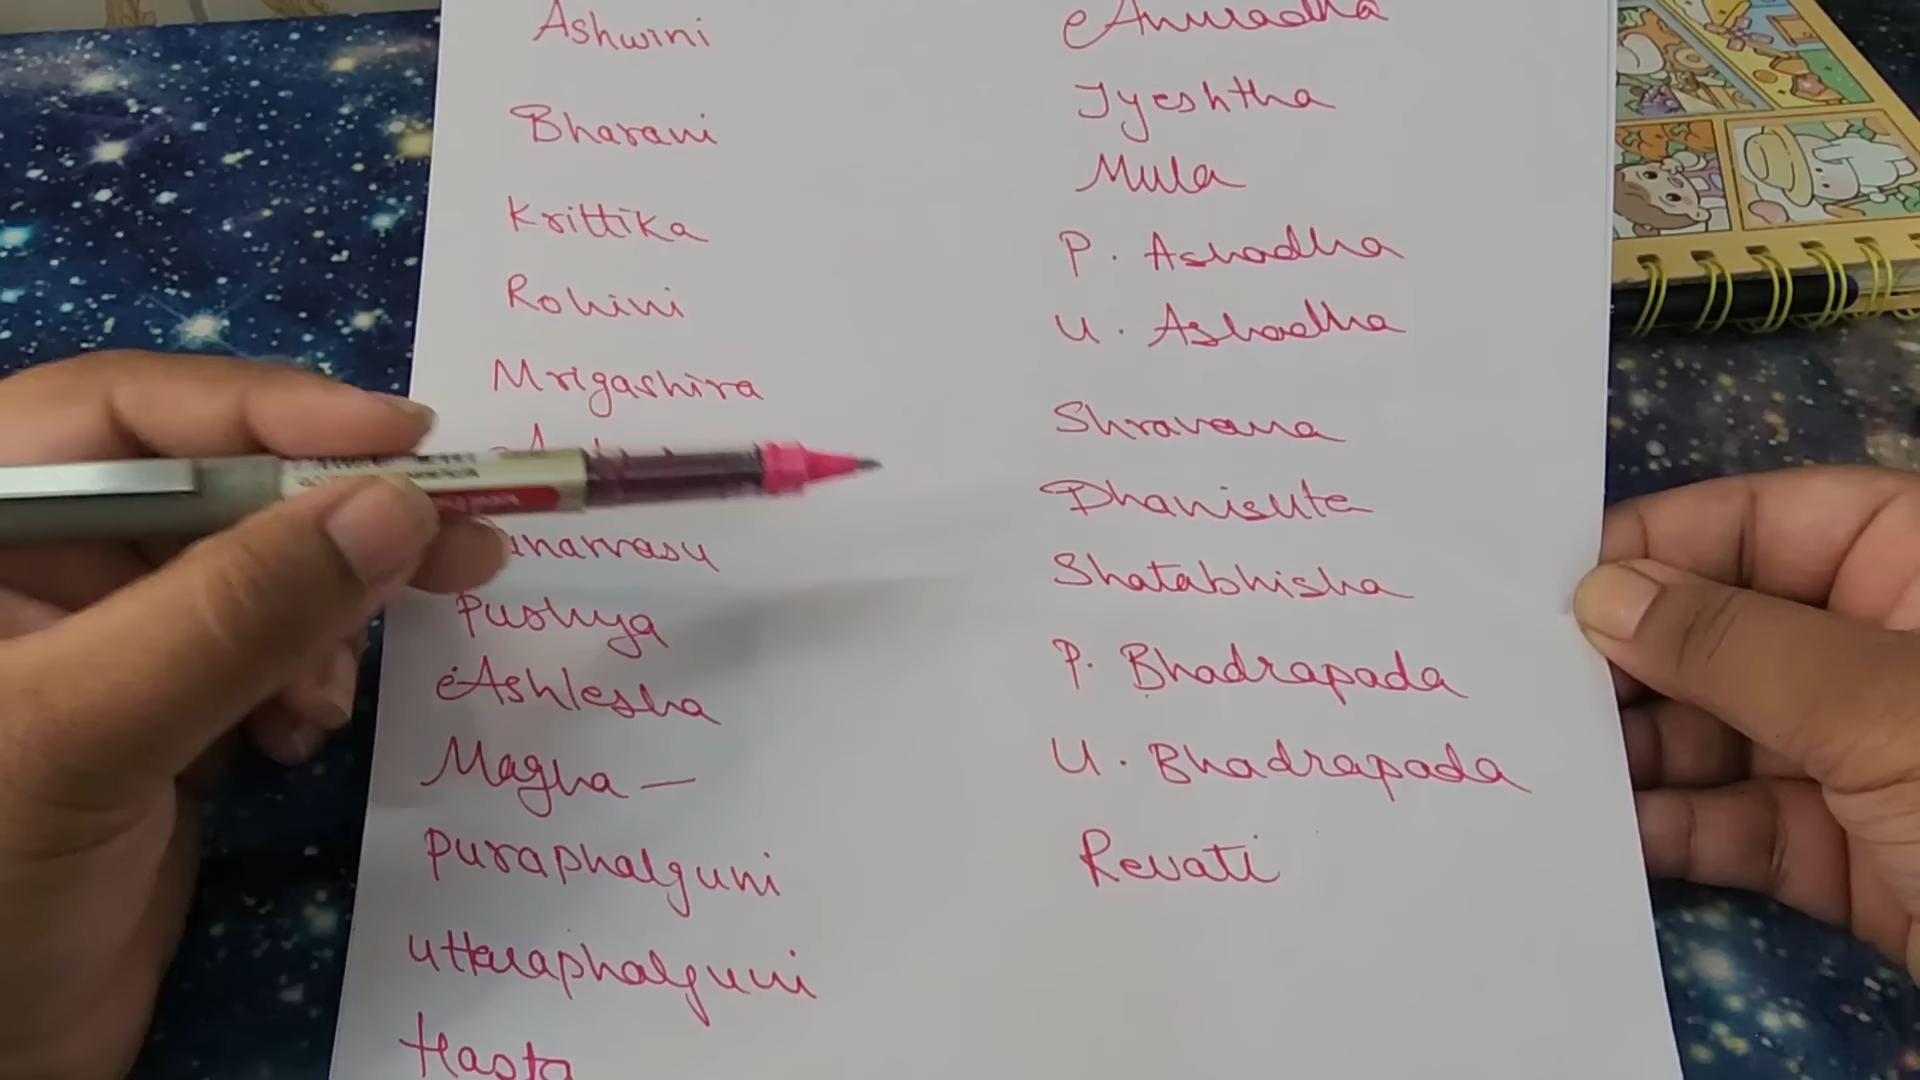 Ashwini
Bharani
Krittika
Rohini
Mrigashira
Pushya
Ashlesha
Magha —
Puraphalguni
Uttaraphalguni
Hasta
Anuradha
Jyeshtha
Mula
P. Ashadha
U. Ashadha
Shravana
Dhanishta
Shatabhisha
P. Bhadrapada
U. Bhadrapada
Revati